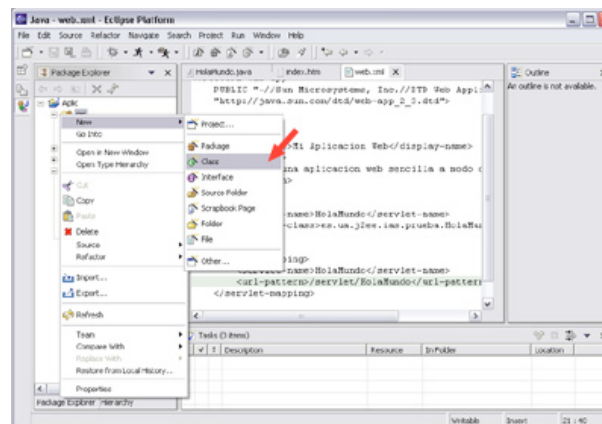 Java - web.xml - Eclipse Platform
File Edit Source Refactor Navigate Search Project Run Window Help
Package Explorer
HolaMundo.java
index.htm
web.xml
Outline
An outline is not available.
Aplic
PUBLIC "-//Sun Microsystems, Inc.//DTD Web Appl:
"http://java.sun.com/dtd/web-app_2_3.dtd">
New
Go Into
Open in New Window
Open Type Hierarchy
Cut
Copy
Paste
Delete
Source
Refactor
Import...
Export...
Refresh
Team
Compare With
Replace With
Restore from Local History...
Properties
Project...
Package
Class
Interface
Source Folder
Scrapbook Page
Folder
File
Other...
>Mi Aplicacion Web</display-name>
una aplicacion web sencilla a modo
-name>HolaMundo</servlet-name>
-class>es.ua.j2ee.ias.prueba.HolaMun
ping>
<servlet-name>HolaMundo</servlet-name>
<url-pattern>/servlet/HolaMundo</url-pattern
</servlet-mapping>
Tasks (0 items)
Description
Resource
In Folder
Location
Package Explorer Hierarchy
Writable
Insert
21 : 40